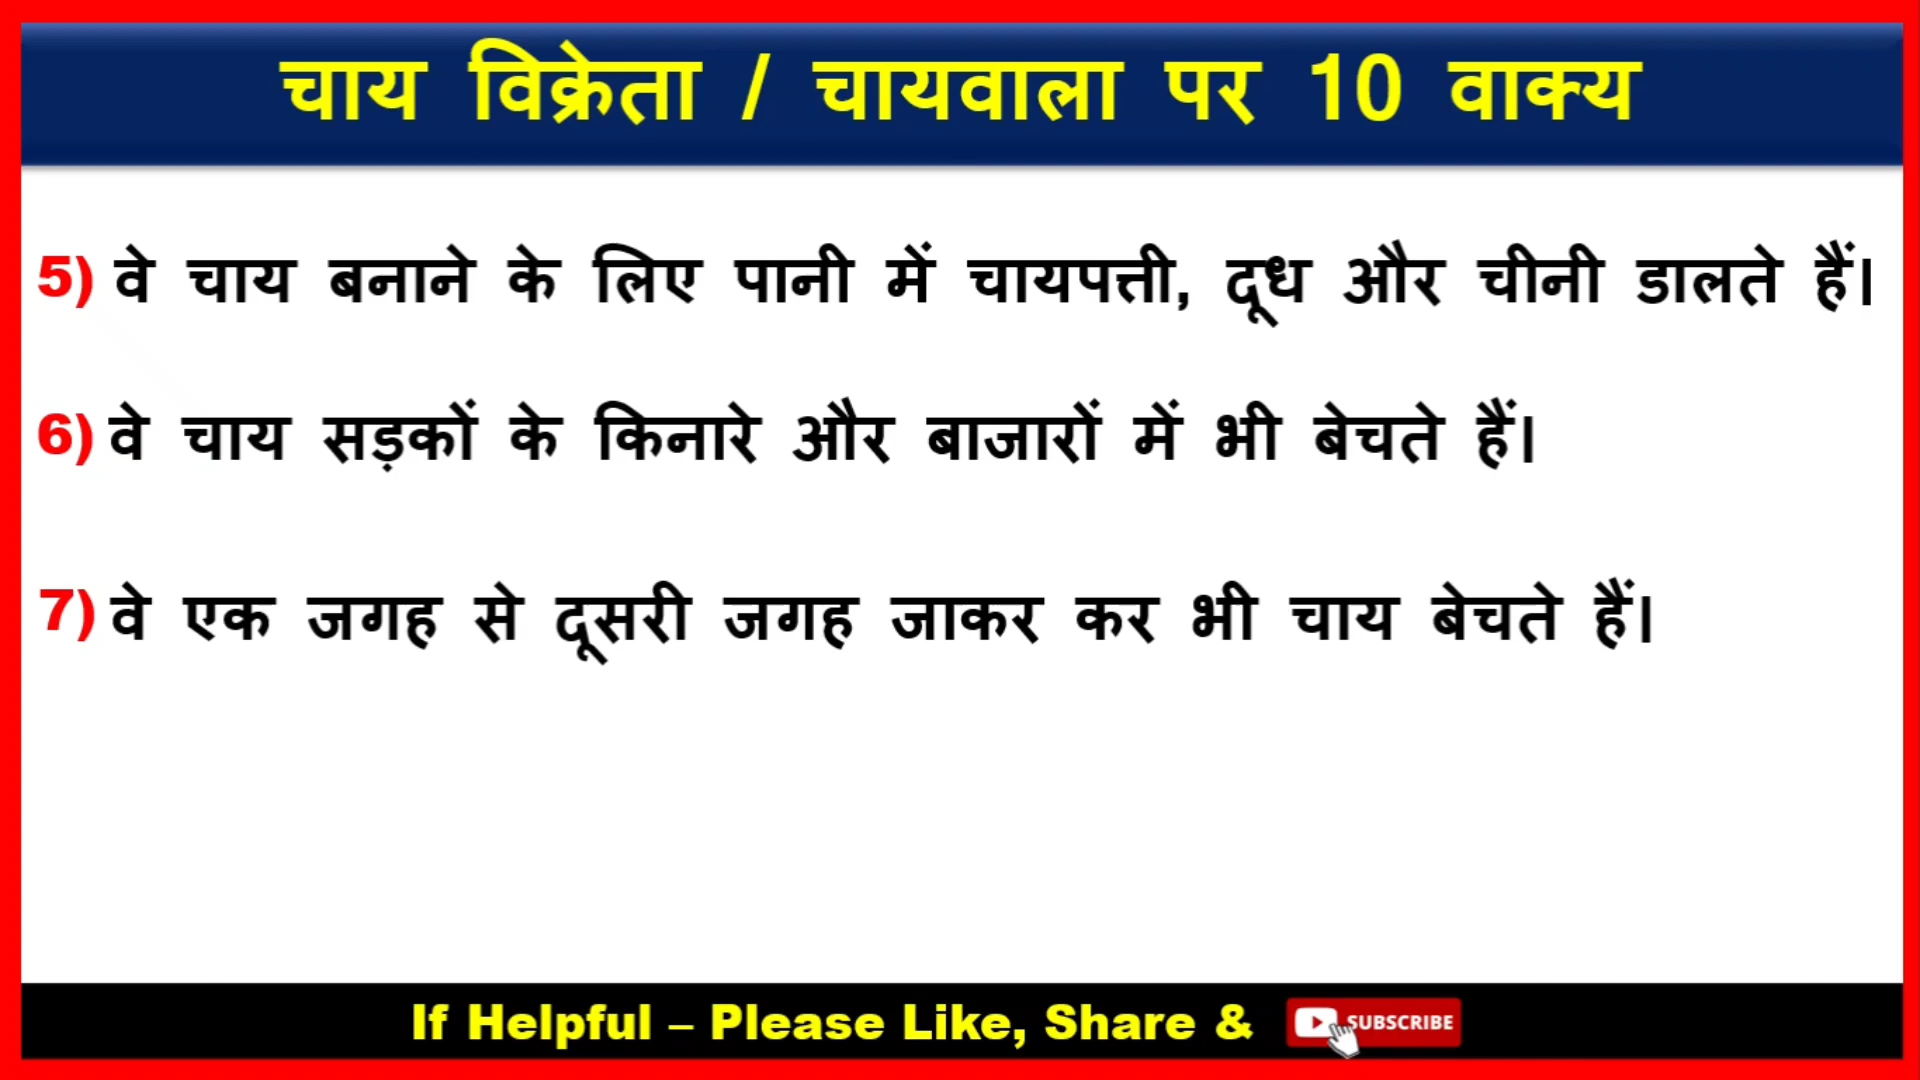 चाय विक्रेता / चायवाला पर 10 वाक्य
5) वे चाय बनाने के लिए पानी में चायपत्ती, दूध और चीनी डालते हैं।
6) वे चाय सड़कों के किनारे और बाजारों में भी बेचते हैं।
7) वे एक जगह से दूसरी जगह जाकर कर भी चाय बेचते हैं।
If Helpful – Please Like, Share & SUBSCRIBE